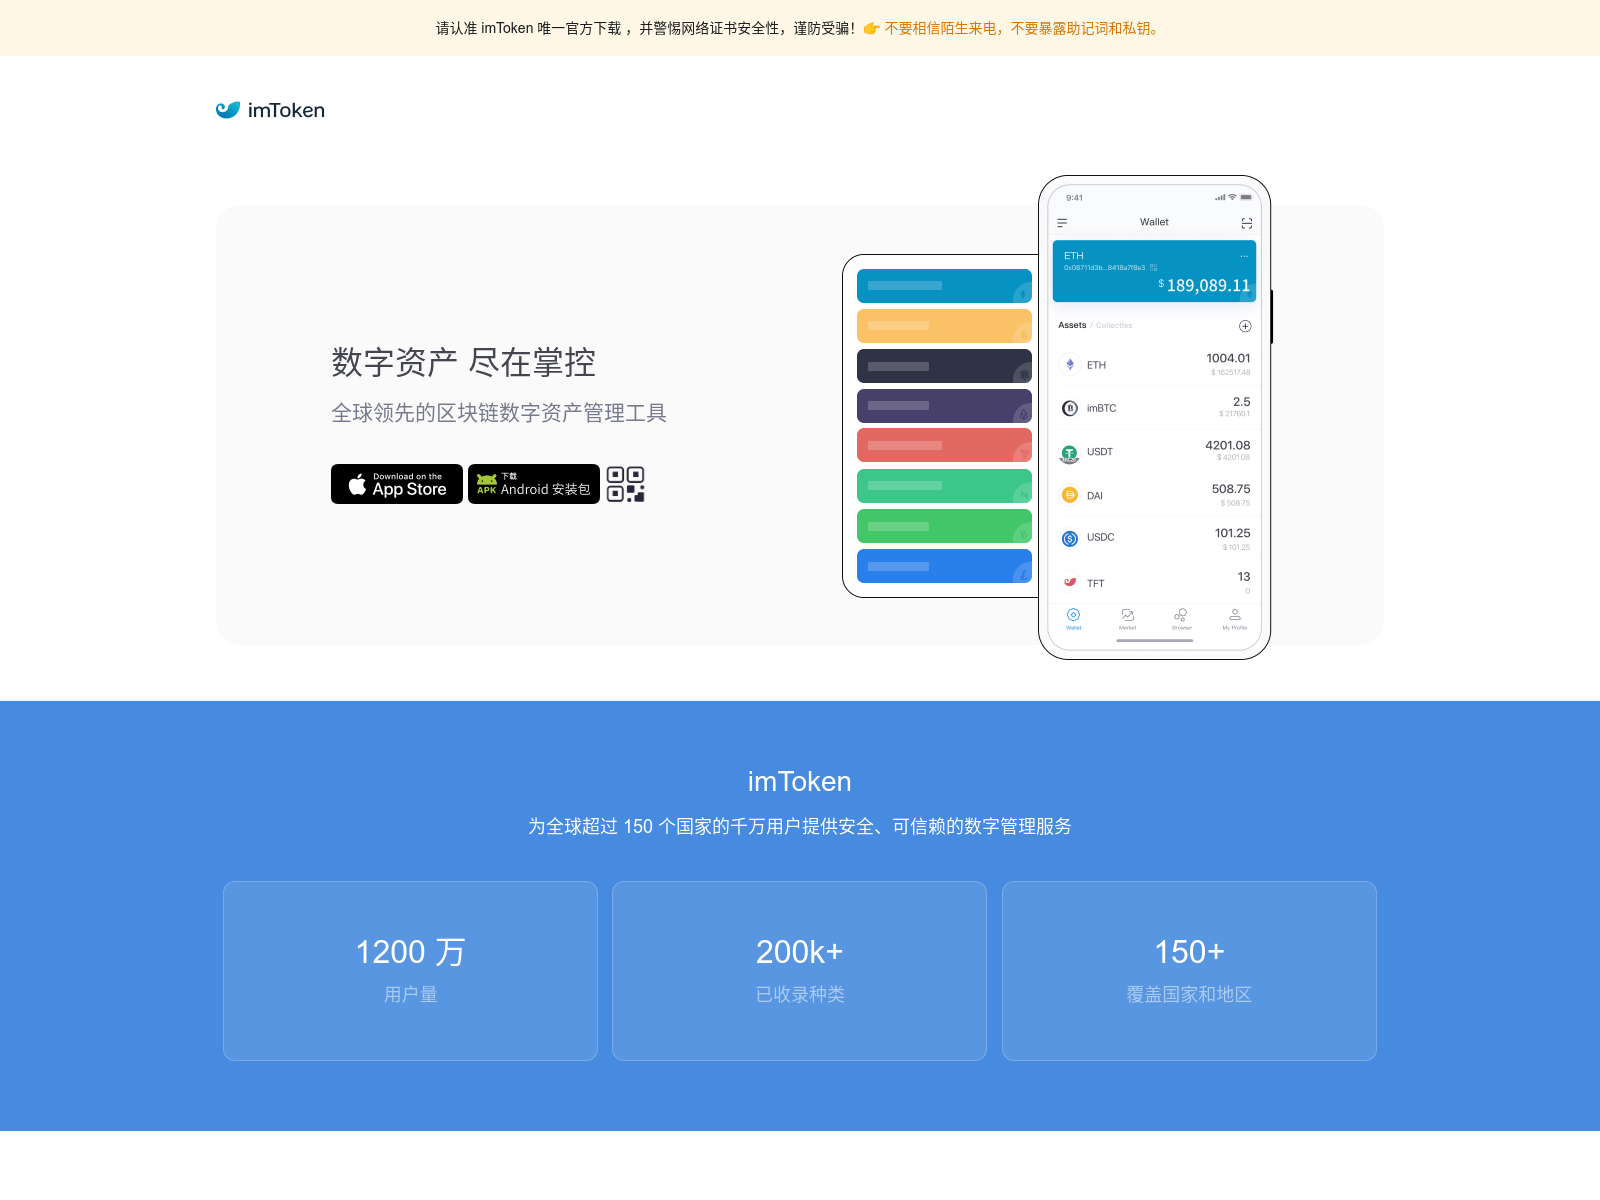 请认准 imToken 唯一官方下载 ，并警惕网络证书安全性，谨防受骗！👉 不要相信陌生来电，不要暴露助记词和私钥。
imToken
数字资产 尽在掌控
全球领先的区块链数字资产管理工具
Download on the
App Store
APK
下载
Android 安装包
9:41
Wallet
ETH
0x08711d3b...8418a7f8e3
$ 189,089.11
Assets / Collectles
ETH
1004.01
$ 162517.48
imBTC
2.5
$ 21760.1
USDT
4201.08
$ 4201.08
DAI
508.75
$ 508.75
USDC
101.25
$ 101.25
TFT
13
0
Wallet
Market
Browser
My Profile
imToken
为全球超过 150 个国家的千万用户提供安全、可信赖的数字管理服务
1200 万
用户量
200k+
已收录种类
150+
覆盖国家和地区